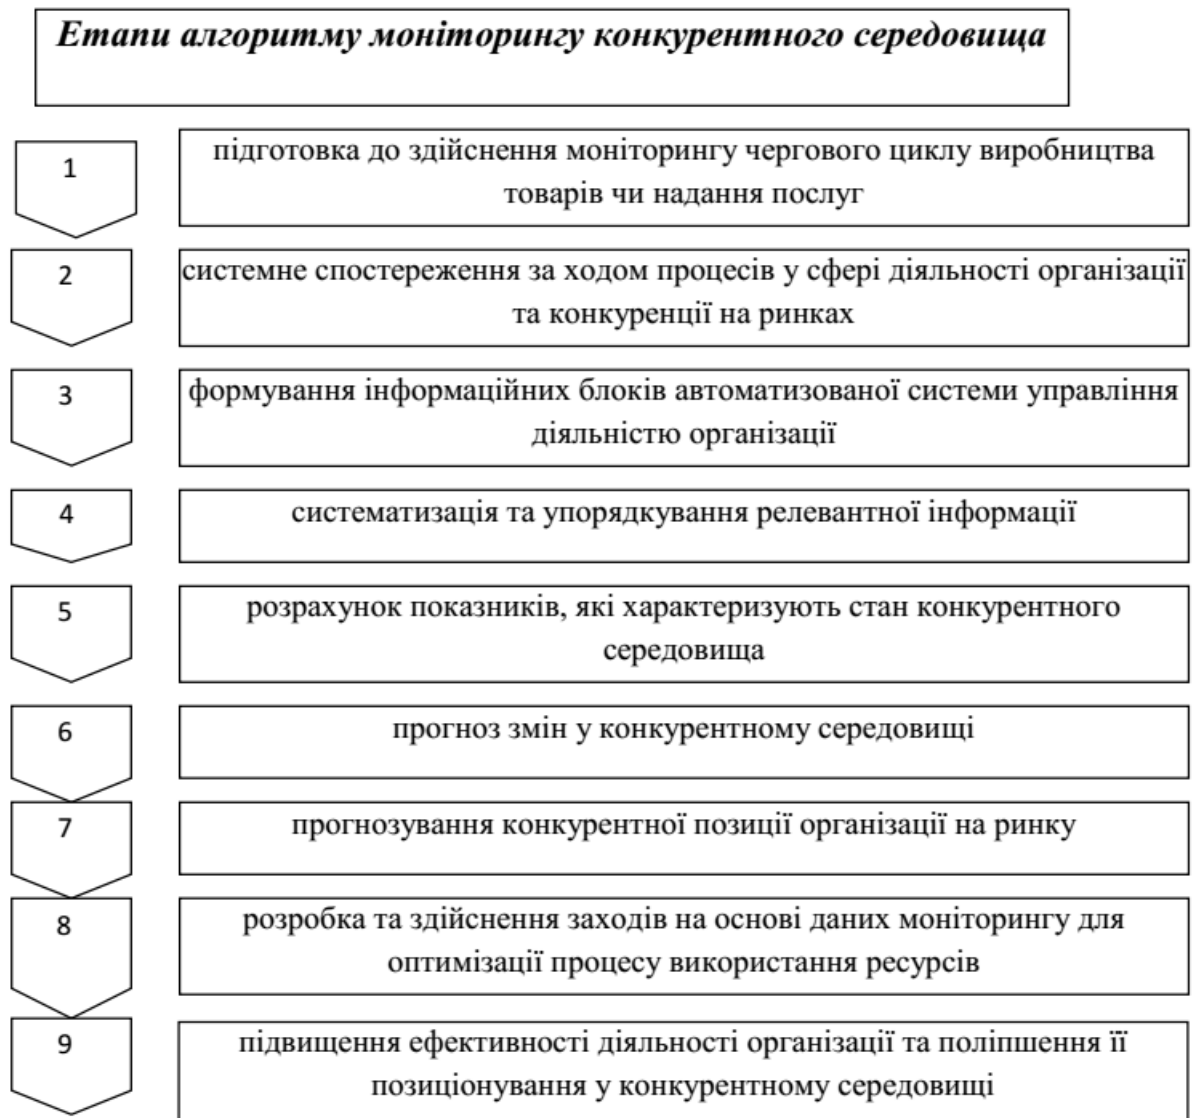 Етапи алгоритму моніторингу конкурентного середовища
1
підготовка до здійснення моніторингу чергового циклу виробництва
товарів чи надання послуг
2
системне спостереження за ходом процесів у сфері діяльності організації
та конкуренції на ринках
3
формування інформаційних блоків автоматизованої системи управління
діяльністю організації
4
систематизація та упорядкування релевантної інформації
5
розрахунок показників, які характеризують стан конкурентного
середовища
6
прогноз змін у конкурентному середовищі
7
прогнозування конкурентної позиції організації на ринку
8
розробка та здійснення заходів на основі даних моніторингу для
оптимізації процесу використання ресурсів
9
підвищення ефективності діяльності організації та поліпшення її
позиціонування у конкурентному середовищі